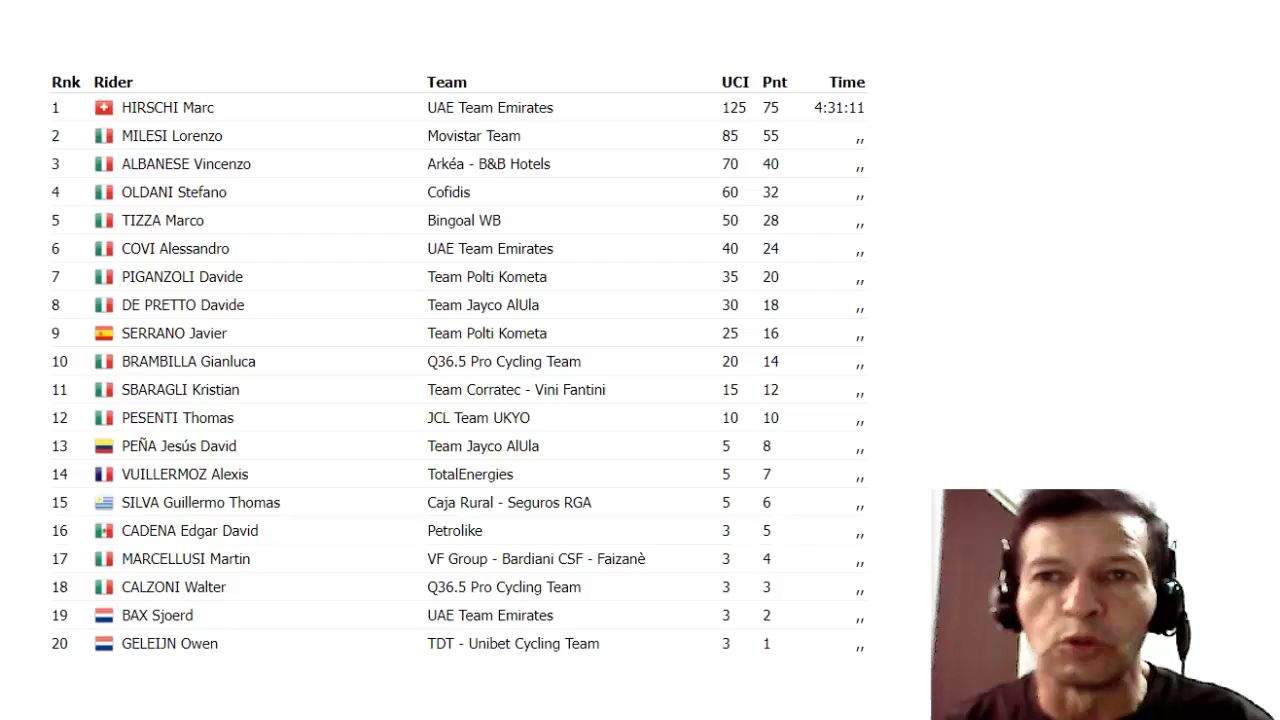 Rnk Rider Team UCI Pnt Time
1 HIRSCHI Marc UAE Team Emirates 125 75 4:31:11
2 MILESI Lorenzo Movistar Team 85 55 ,,
3 ALBANESE Vincenzo Arkéa - B&B Hotels 70 40 ,,
4 OLDANI Stefano Cofidis 60 32 ,,
5 TIZZA Marco Bingoal WB 50 28 ,,
6 COVI Alessandro UAE Team Emirates 40 24 ,,
7 PIGANZOLI Davide Team Polti Kometa 35 20 ,,
8 DE PRETTO Davide Team Jayco AlUla 30 18 ,,
9 SERRANO Javier Team Polti Kometa 25 16 ,,
10 BRAMBILLA Gianluca Q36.5 Pro Cycling Team 20 14 ,,
11 SBARAGLI Kristian Team Corratec - Vini Fantini 15 12 ,,
12 PESENTI Thomas JCL Team UKYO 10 10 ,,
13 PEÑA Jesús David Team Jayco AlUla 5 8 ,,
14 VUILLERMOZ Alexis TotalEnergies 5 7 ,,
15 SILVA Guillermo Thomas Caja Rural - Seguros RGA 5 6 ,,
16 CADENA Edgar David Petrolike 3 5 ,,
17 MARCELLUSI Martin VF Group - Bardiani CSF - Faizanè 3 4 ,,
18 CALZONI Walter Q36.5 Pro Cycling Team 3 3 ,,
19 BAX Sjoerd UAE Team Emirates 3 2 ,,
20 GELEIJN Owen TDT - Unibet Cycling Team 3 1 ,,